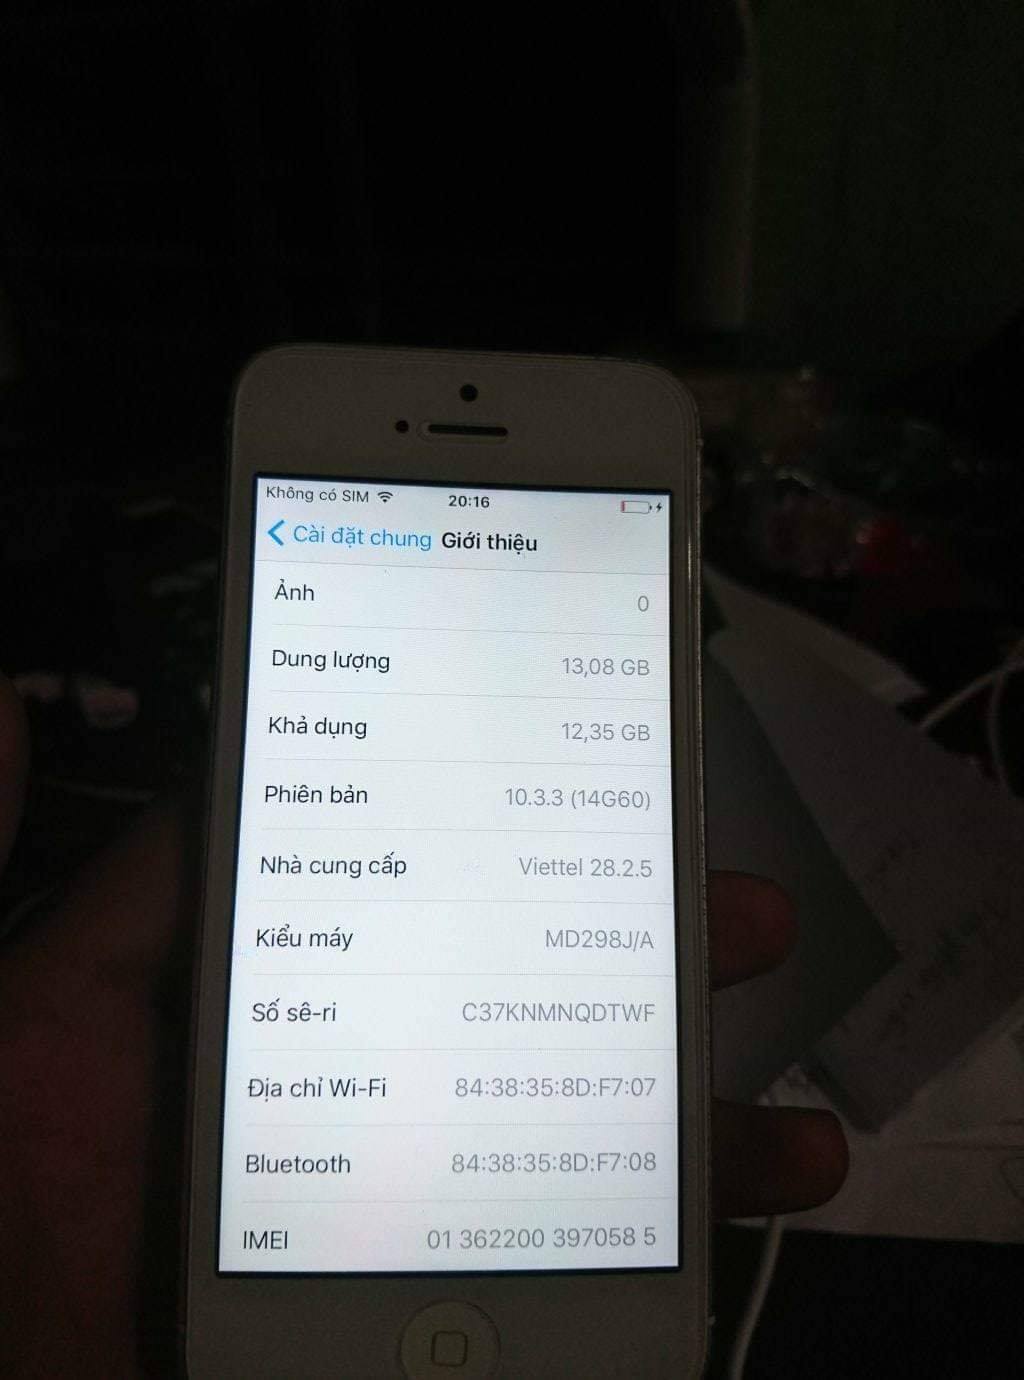 Không có SIM 20:16
Cài đặt chung Giới thiệu
Ảnh 0
Dung lượng 13,08 GB
Khả dụng 12,35 GB
Phiên bản 10.3.3 (14G60)
Nhà cung cấp Viettel 28.2.5
Kiểu máy MD298J/A
Số sê-ri C37KNMNQDTWF
Địa chỉ Wi-Fi 84:38:35:8D:F7:07
Bluetooth 84:38:35:8D:F7:08
IMEI 01 362200 397058 5